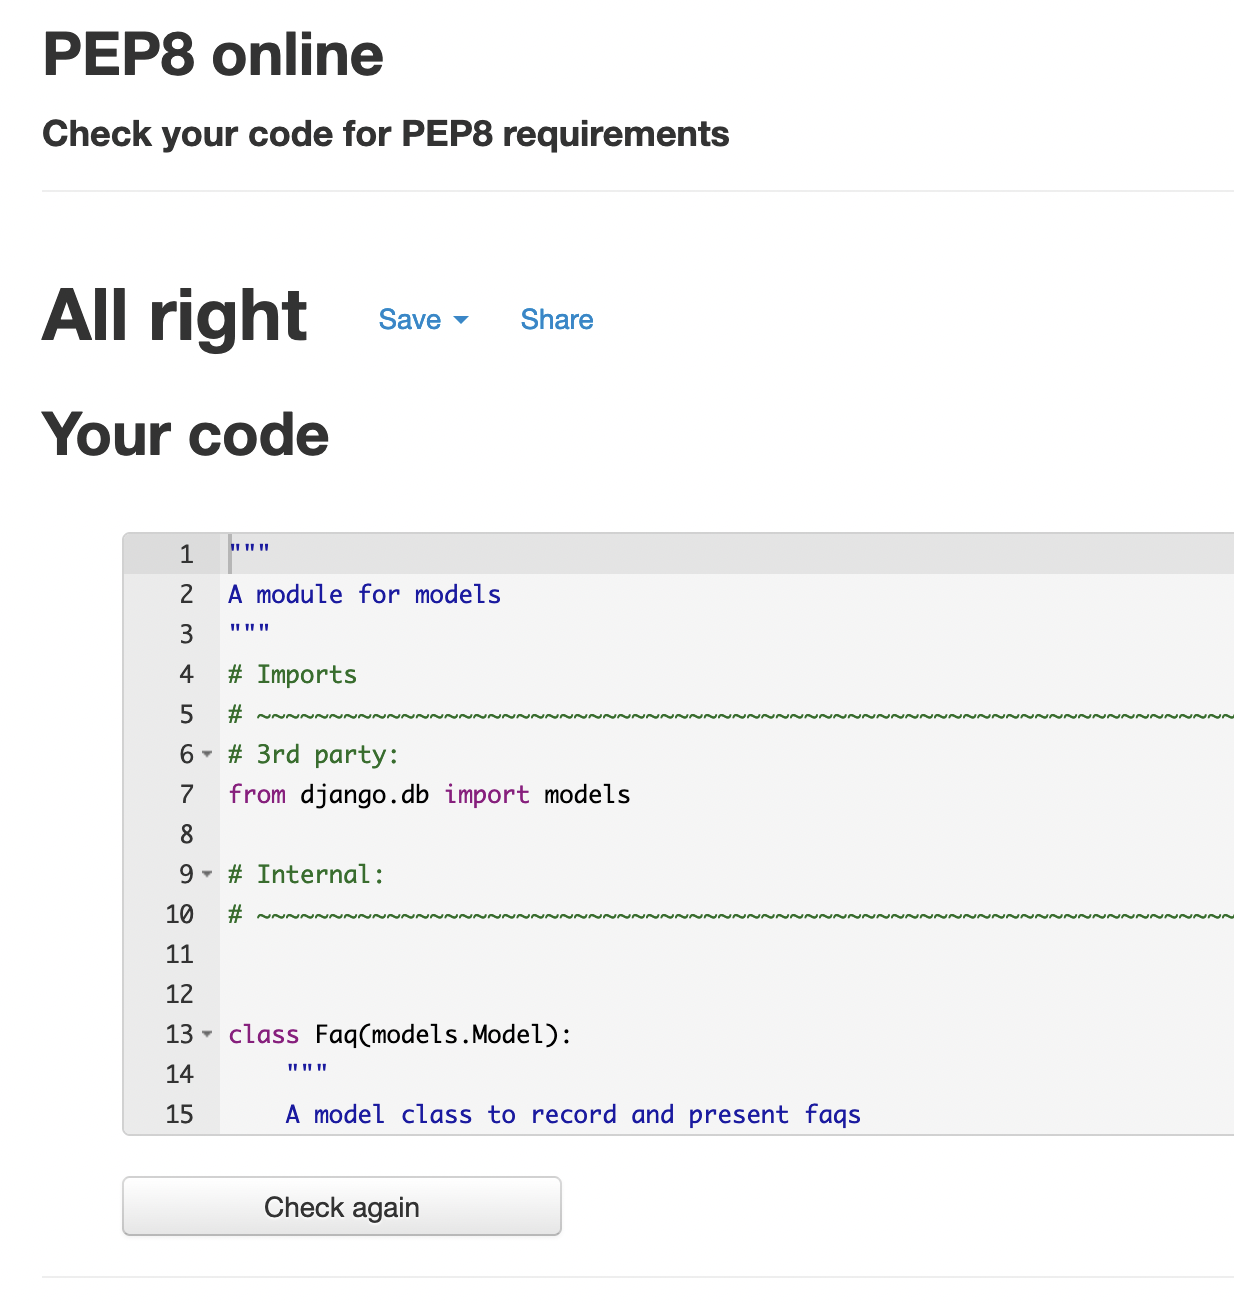 PEP8 online
Check your code for PEP8 requirements
All right Save Share
Your code
1 """
2 A module for models
3 """
4 # Imports
5 # ~~~~~~~~~~~~~~~~~~~~~~~~~~~~~~~~~~~~~~~~~~~~~~~~~~~~~~~~~~~~~~~~~~~~
6 # 3rd party:
7 from django.db import models
8
9 # Internal:
10 # ~~~~~~~~~~~~~~~~~~~~~~~~~~~~~~~~~~~~~~~~~~~~~~~~~~~~~~~~~~~~~~~~~~~~
11
12
13 class Faq(models.Model):
14     """
15     A model class to record and present faqs
Check again